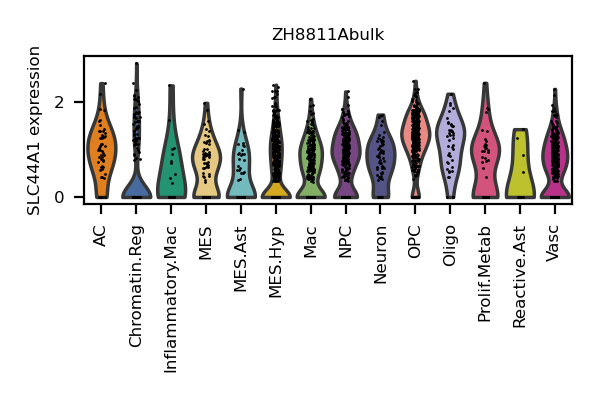 ZH8811Abulk
SLC44A1 expression
2
0
AC
Chromatin.Reg
Inflammatory.Mac
MES
MES.Ast
MES.Hyp
Mac
NPC
Neuron
OPC
Oligo
Prolif.Metab
Reactive.Ast
Vasc